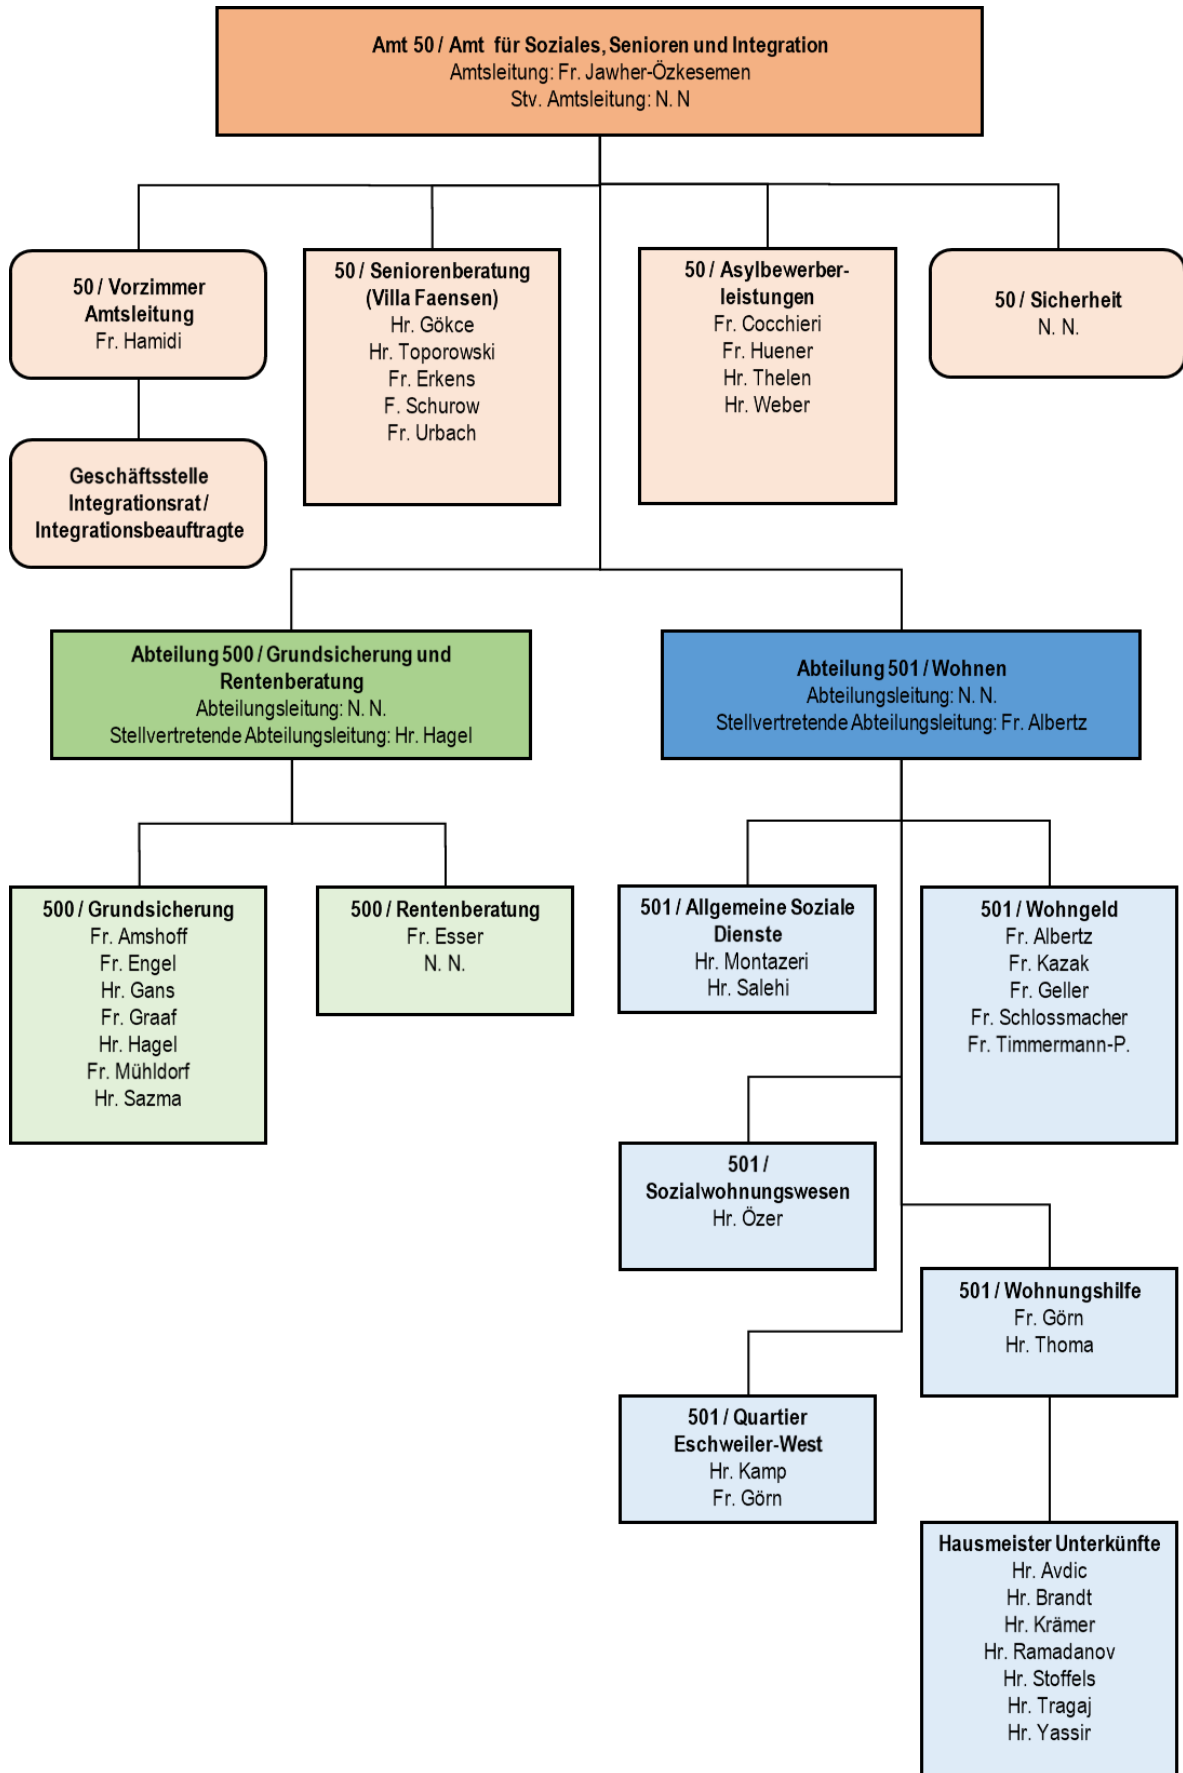 Amt 50 / Amt für Soziales, Senioren und Integration
Amtsleitung: Fr. Jawher-Özkesemen
Stv. Amtsleitung: N. N
50 / Vorzimmer
Amtsleitung
Fr. Hamidi
50 / Seniorenberatung
(Villa Faensen)
Hr. Gökce
Hr. Toporowski
Fr. Erkens
F. Schurow
Fr. Urbach
50 / Asylbewerber-
leistungen
Fr. Cocchieri
Fr. Huener
Hr. Thelen
Hr. Weber
50 / Sicherheit
N. N.
Geschäftsstelle
Integrationsrat /
Integrationsbeauftragte
Abteilung 500 / Grundsicherung und
Rentenberatung
Abteilungsleitung: N. N.
Stellvertretende Abteilungsleitung: Hr. Hagel
Abteilung 501 / Wohnen
Abteilungsleitung: N. N.
Stellvertretende Abteilungsleitung: Fr. Albertz
500 / Grundsicherung
Fr. Amshoff
Fr. Engel
Hr. Gans
Fr. Graaf
Hr. Hagel
Fr. Mühldorf
Hr. Sazma
500 / Rentenberatung
Fr. Esser
N. N.
501 / Allgemeine Soziale
Dienste
Hr. Montazeri
Hr. Salehi
501 / Wohngeld
Fr. Albertz
Fr. Kazak
Fr. Geller
Fr. Schlossmacher
Fr. Timmermann-P.
501 /
Sozialwohnungswesen
Hr. Özer
501 / Wohnungshilfe
Fr. Görn
Hr. Thoma
501 / Quartier
Eschweiler-West
Hr. Kamp
Fr. Görn
Hausmeister Unterkünfte
Hr. Avdic
Hr. Brandt
Hr. Krämer
Hr. Ramadanov
Hr. Stoffels
Hr. Tragaj
Hr. Yassir